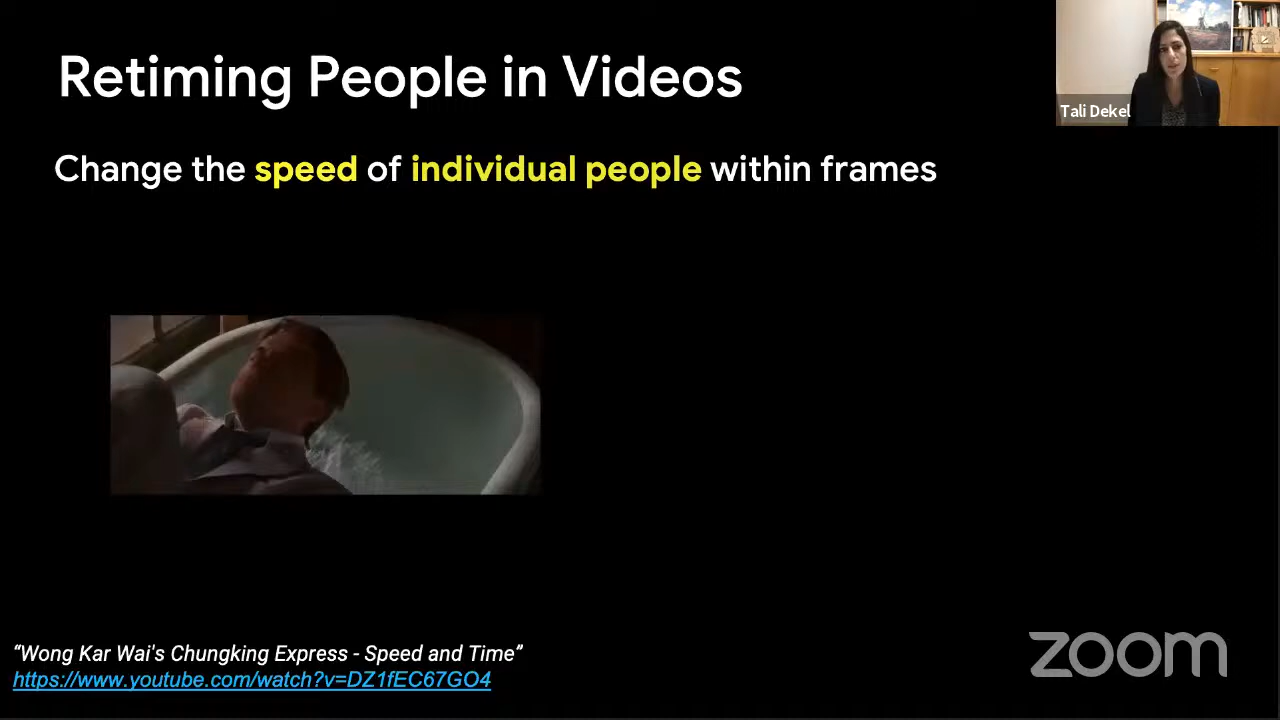 Retiming People in Videos
Tali Dekel
Change the speed of individual people within frames
“Wong Kar Wai's Chungking Express - Speed and Time”
https://www.youtube.com/watch?v=DZ1fEC67GO4
zoom